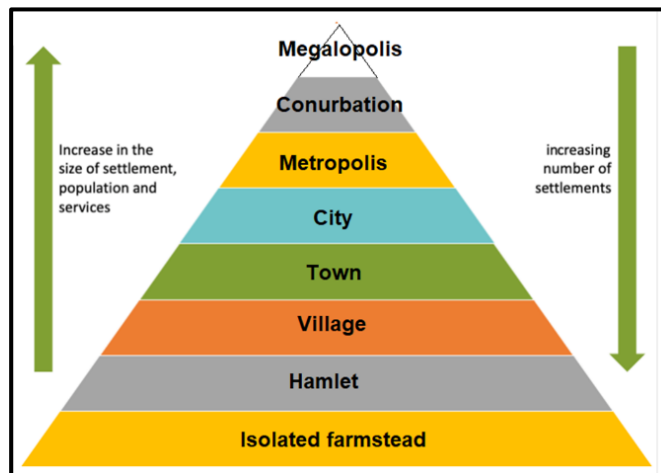 Megalopolis
Conurbation
Increase in the
size of settlement,
population and
services
Metropolis
increasing
number of
settlements
City
Town
Village
Hamlet
Isolated farmstead